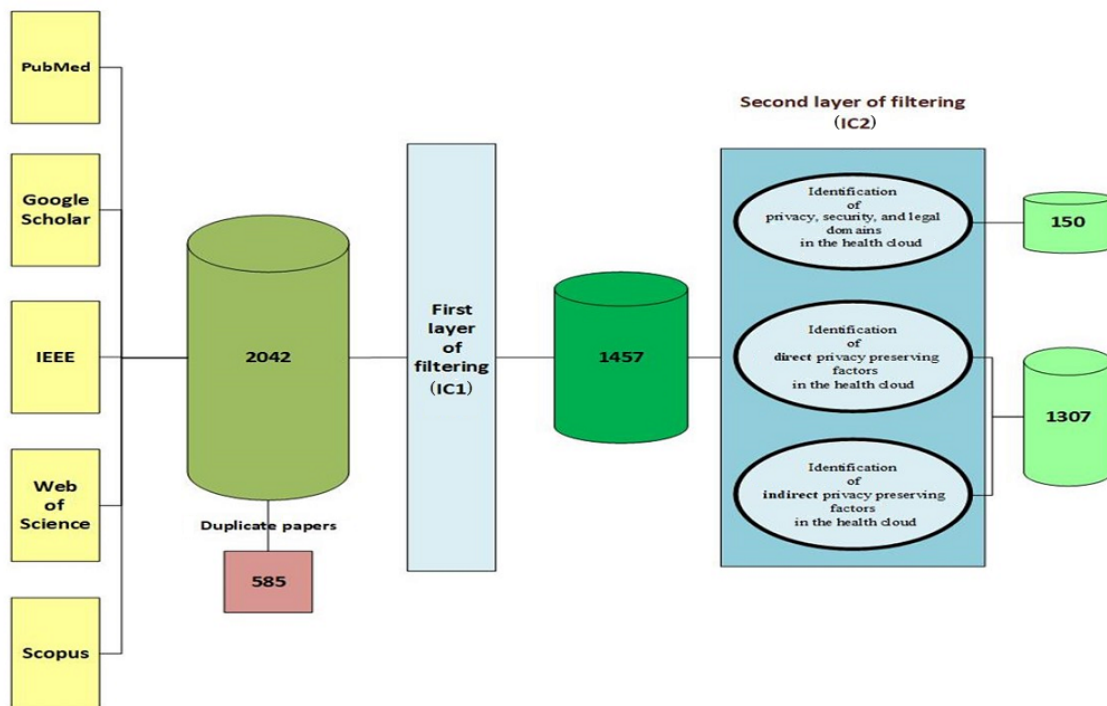 PubMed
Google
Scholar
IEEE
Web
of
Science
Scopus
2042
Duplicate papers
585
First
layer
of
filtering
(IC1)
1457
Second layer of filtering
(IC2)
Identification
of
privacy, security, and legal
domains
in the health cloud
Identification
of
direct privacy preserving
factors
in the health cloud
Identification
of
indirect privacy preserving
factors
in the health cloud
150
1307